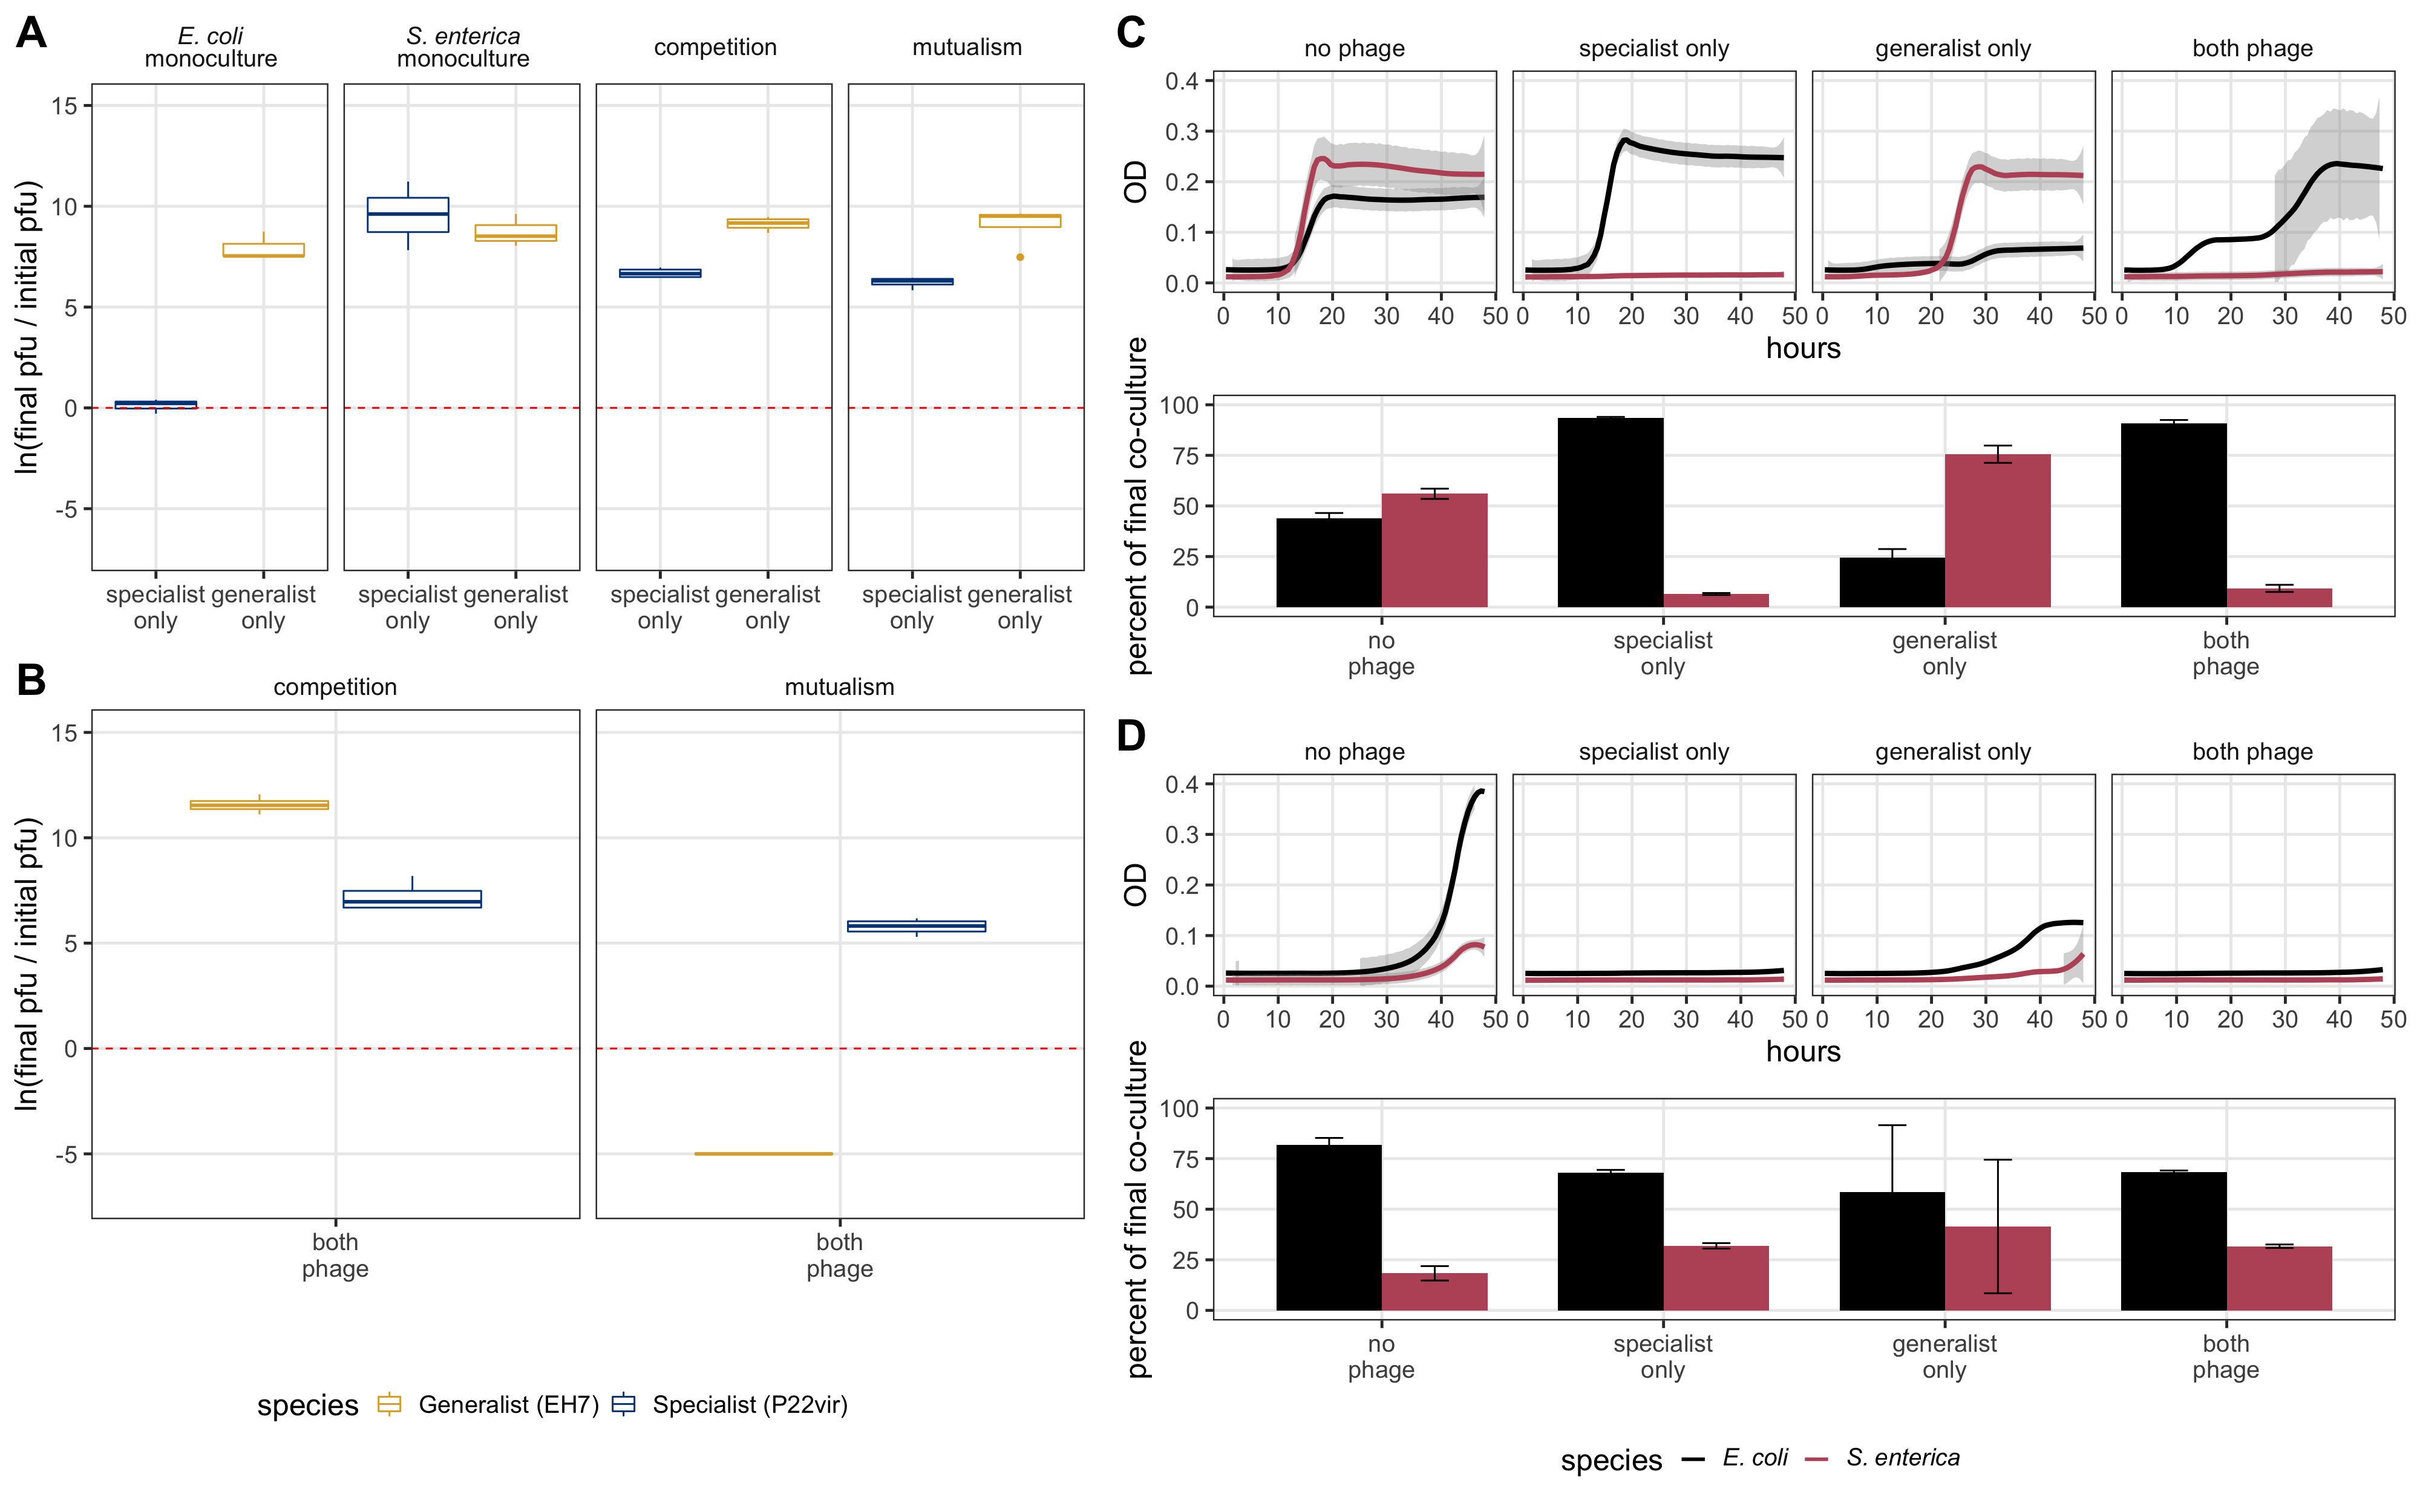 A
E. coli
monoculture
S. enterica
monoculture
competition
mutualism
ln(final pfu / initial pfu)
15
10
5
0
-5
specialist only
generalist only
specialist only
generalist only
specialist only
generalist only
specialist only
generalist only
B
competition
mutualism
ln(final pfu / initial pfu)
15
10
5
0
-5
both
phage
both
phage
species Generalist (EH7) Specialist (P22vir)
C
no phage
specialist only
generalist only
both phage
OD
0.4
0.3
0.2
0.1
0.0
0 10 20 30 40 50
0 10 20 30 40 50
0 10 20 30 40 50
0 10 20 30 40 50
hours
percent of final co-culture
100
75
50
25
0
no
phage
specialist
only
generalist
only
both
phage
D
no phage
specialist only
generalist only
both phage
OD
0.4
0.3
0.2
0.1
0.0
0 10 20 30 40 50
0 10 20 30 40 50
0 10 20 30 40 50
0 10 20 30 40 50
hours
percent of final co-culture
100
75
50
25
0
no
phage
specialist
only
generalist
only
both
phage
species E. coli S. enterica